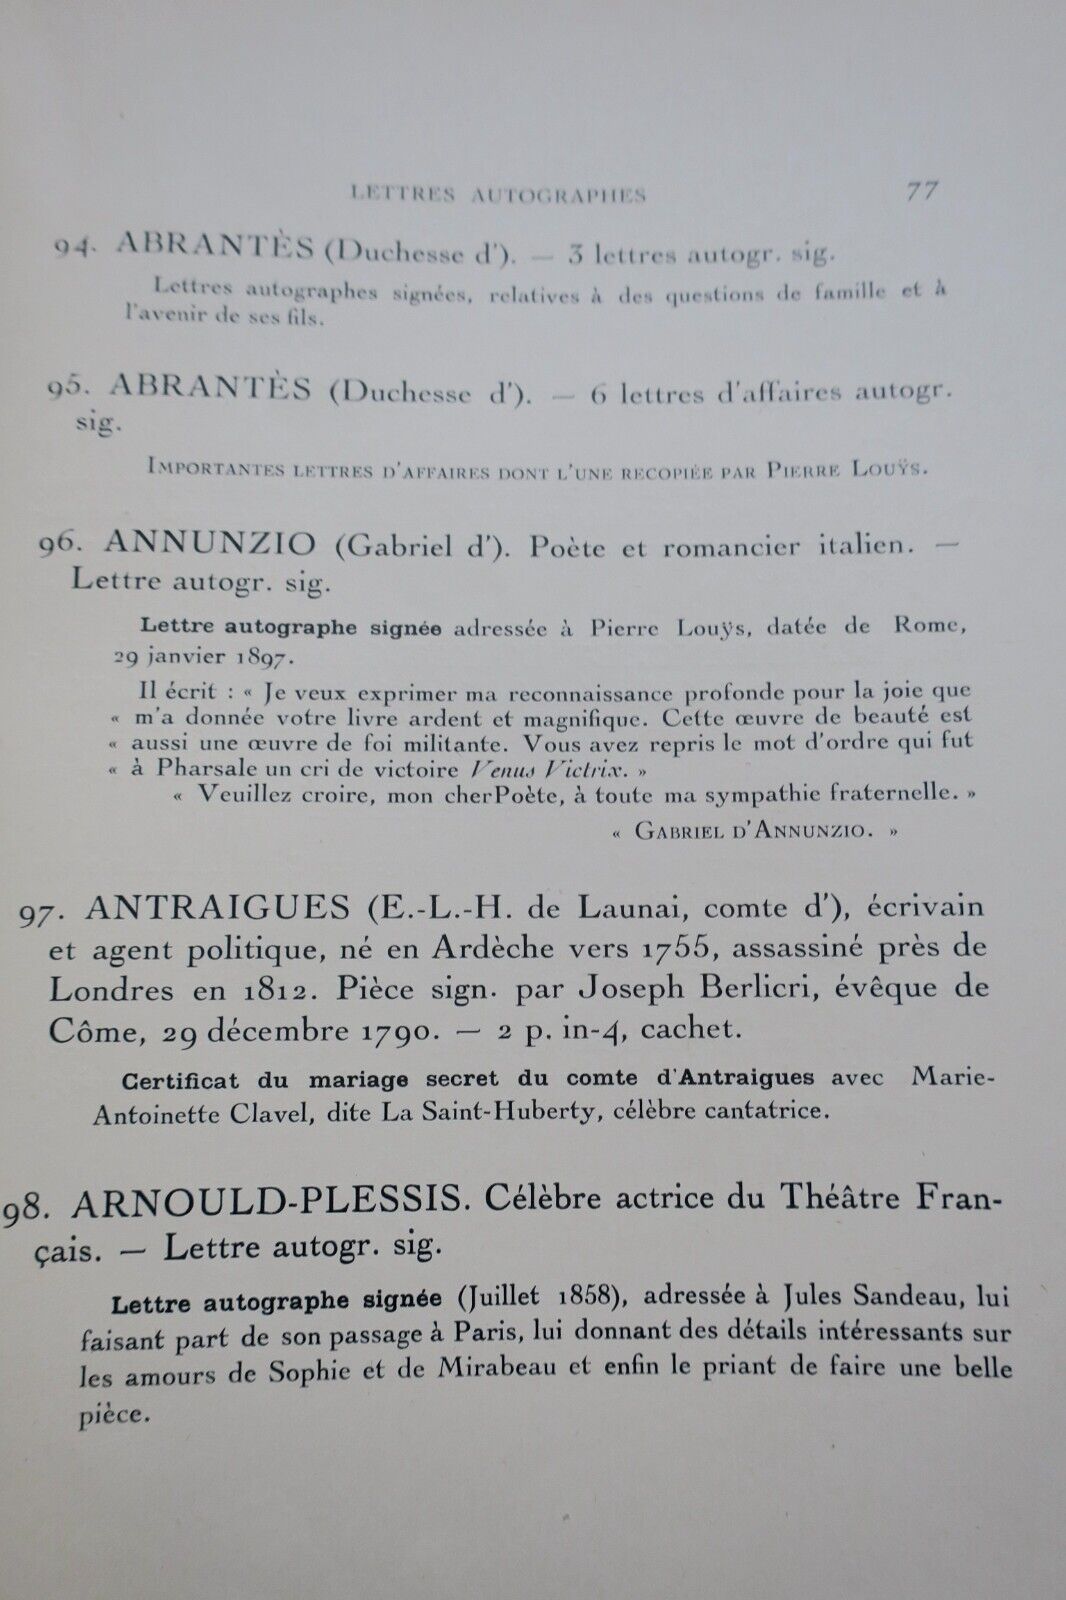 LETTRES AUTOGRAPHES 77
94. ABRANTÈS (Duchesse d'). — 3 lettres autogr. sig.
Lettres autographes signées, relatives à des questions de famille et à
l'avenir de ses fils.
95. ABRANTÈS (Duchesse d'). — 6 lettres d'affaires autogr.
sig.
IMPORTANTES LETTRES D'AFFAIRES DONT L'UNE RECOPIÉE PAR PIERRE LOUŸS.
96. ANNUNZIO (Gabriel d'). Poète et romancier italien. —
Lettre autogr. sig.
Lettre autographe signée adressée à Pierre Louÿs, datée de Rome,
29 janvier 1897.
Il écrit : « Je veux exprimer ma reconnaissance profonde pour la joie que
« m'a donnée votre livre ardent et magnifique. Cette œuvre de beauté est
« aussi une œuvre de foi militante. Vous avez repris le mot d'ordre qui fut
« à Pharsale un cri de victoire Venus Victrix. »
« Veuillez croire, mon cherPoète, à toute ma sympathie fraternelle. »
« GABRIEL D'ANNUNZIO. »
97. ANTRAIGUES (E.-L.-H. de Launai, comte d'), écrivain
et agent politique, né en Ardèche vers 1755, assassiné près de
Londres en 1812. Pièce sign. par Joseph Berlicri, évêque de
Côme, 29 décembre 1790. — 2 p. in-4, cachet.
Certificat du mariage secret du comte d'Antraigues avec Marie-
Antoinette Clavel, dite La Saint-Huberty, célèbre cantatrice.
98. ARNOULD-PLESSIS. Célèbre actrice du Théâtre Fran-
çais. — Lettre autogr. sig.
Lettre autographe signée (Juillet 1858), adressée à Jules Sandeau, lui
faisant part de son passage à Paris, lui donnant des détails intéressants sur
les amours de Sophie et de Mirabeau et enfin le priant de faire une belle
pièce.